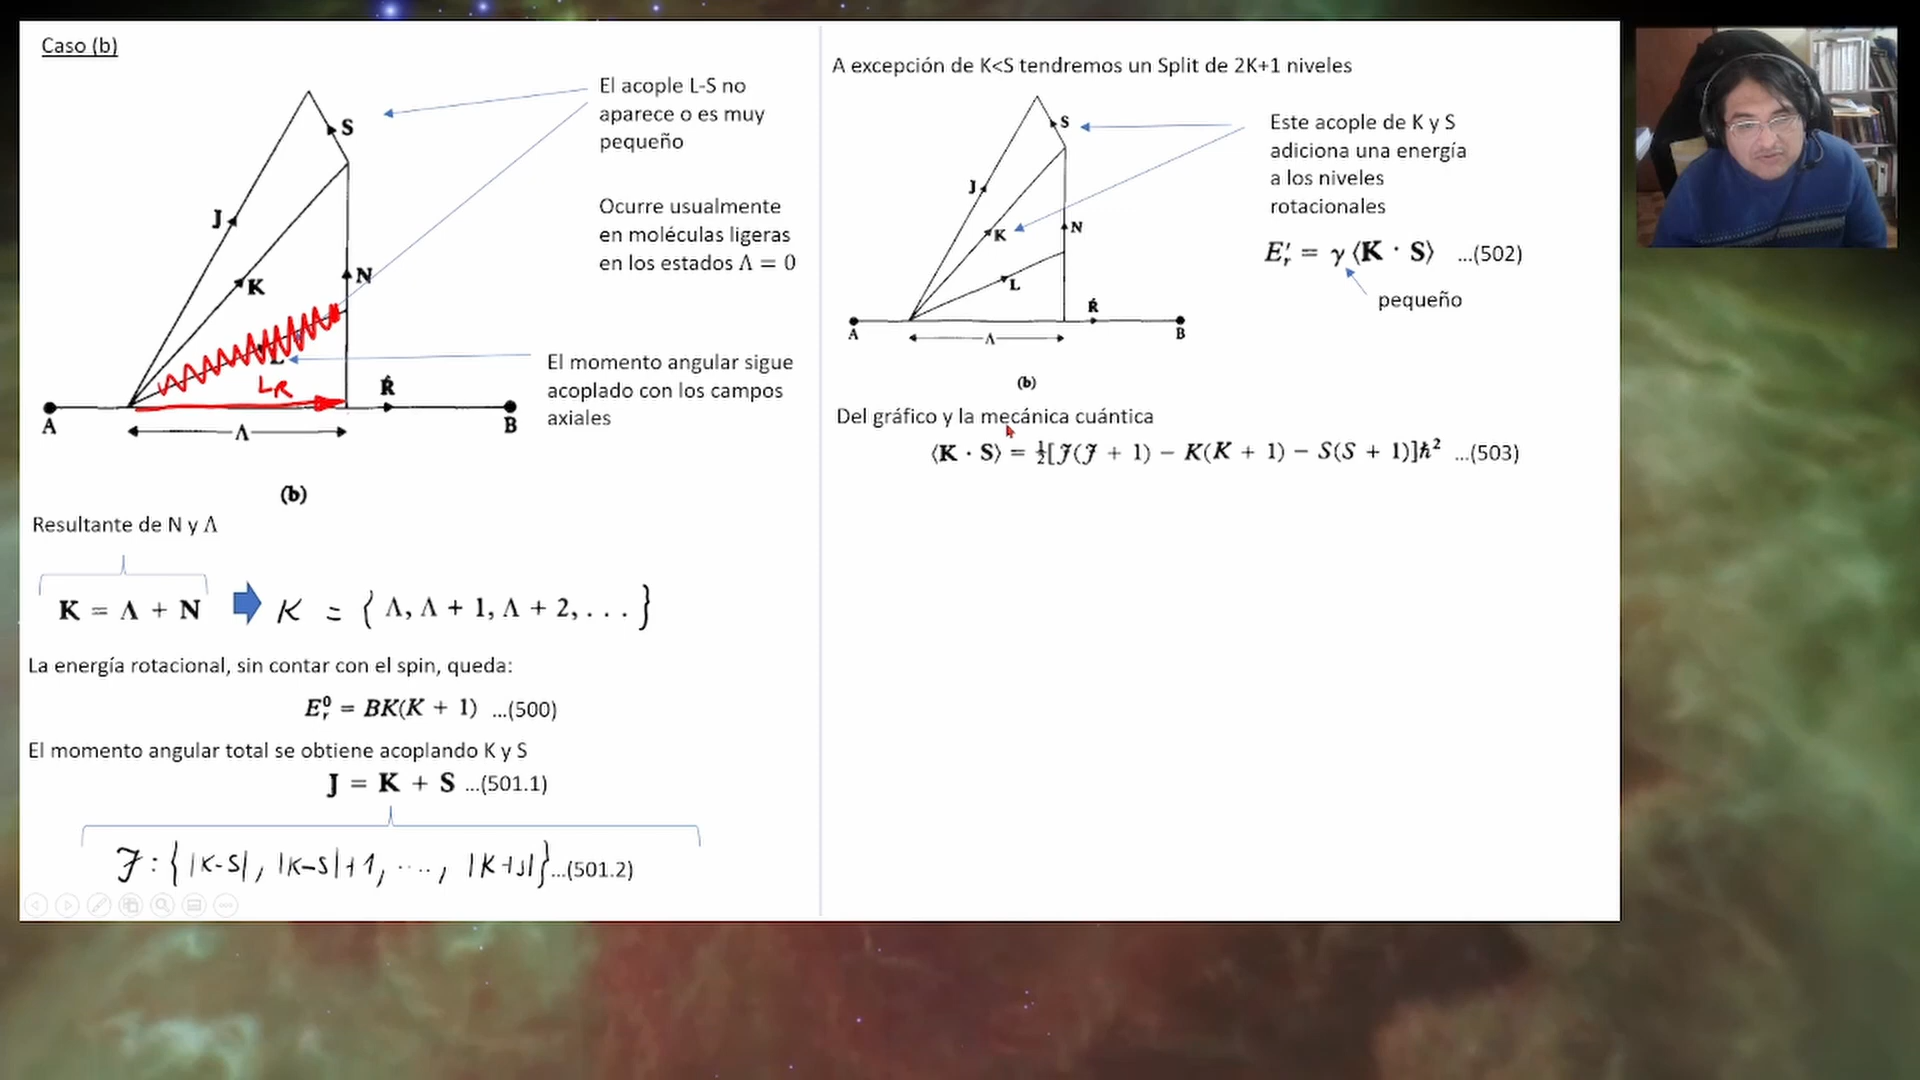 Caso (b)
El acople L-S no
aparece o es muy
pequeño
Ocurre usualmente
en moléculas ligeras
en los estados Λ = 0
El momento angular sigue
acoplado con los campos
axiales
S
J
K
N
L
L_R
R̂
A
Λ
B
(b)
Resultante de N y Λ
K = Λ + N
K = { Λ, Λ + 1, Λ + 2, . . . }
La energía rotacional, sin contar con el spin, queda:
E_r^0 = BK(K + 1) ...(500)
El momento angular total se obtiene acoplando K y S
J = K + S ...(501.1)
𝒥 : { |K-S| , |K-S|+1, ...., |K+S| } ...(501.2)
A excepción de K<S tendremos un Split de 2K+1 niveles
S
J
K
N
L
R̂
A
Λ
B
(b)
Este acople de K y S
adiciona una energía
a los niveles
rotacionales
E'_r = γ⟨K · S⟩ ...(502)
pequeño
Del gráfico y la mecánica cuántica
⟨K · S⟩ = ½[𝒥(𝒥 + 1) − K(K + 1) − S(S + 1)]ħ² ...(503)